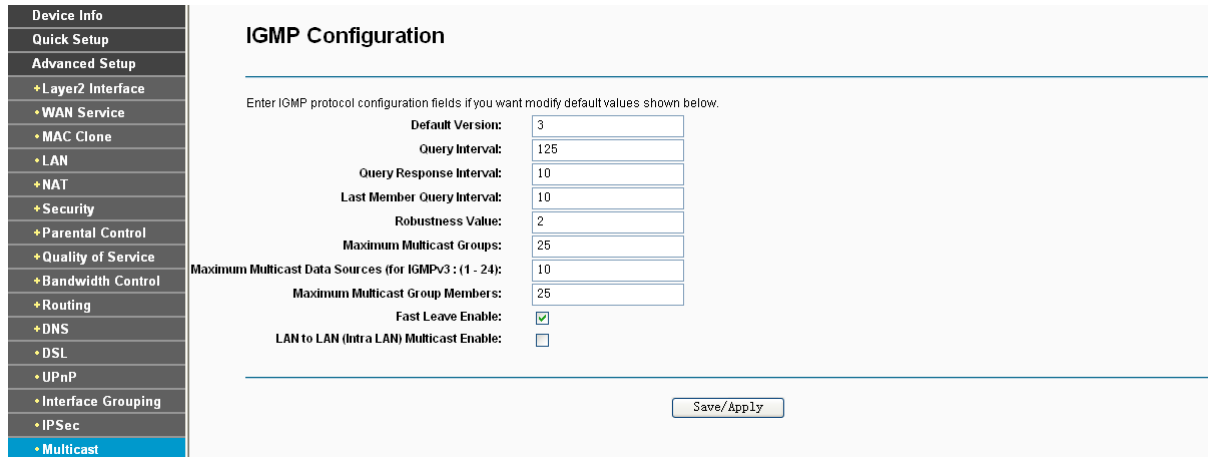 Device Info
Quick Setup
Advanced Setup
+Layer2 Interface
•WAN Service
•MAC Clone
•LAN
+NAT
+Security
+Parental Control
+Quality of Service
+Bandwidth Control
+Routing
+DNS
•DSL
•UPnP
•Interface Grouping
•IPSec
•Multicast
IGMP Configuration
Enter IGMP protocol configuration fields if you want modify default values shown below.
Default Version: 3
Query Interval: 125
Query Response Interval: 10
Last Member Query Interval: 10
Robustness Value: 2
Maximum Multicast Groups: 25
Maximum Multicast Data Sources (for IGMPv3 : (1 - 24): 10
Maximum Multicast Group Members: 25
Fast Leave Enable:
LAN to LAN (Intra LAN) Multicast Enable:
Save/Apply